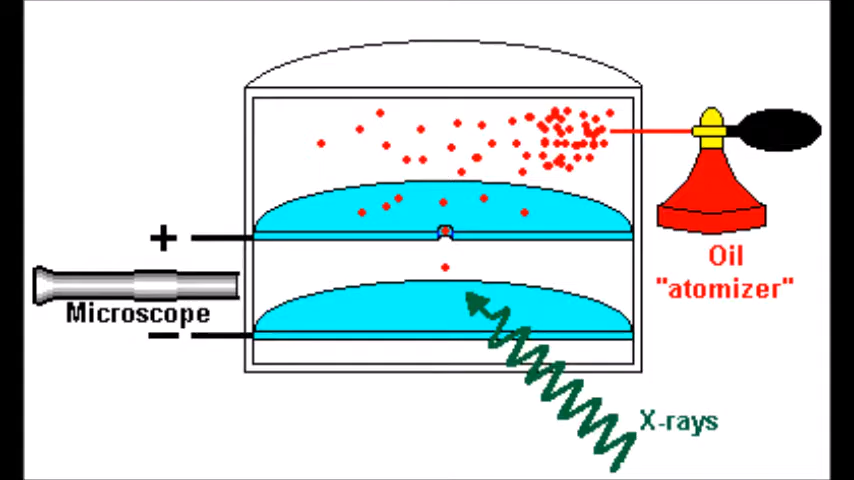 +
Microscope
−
Oil
"atomizer"
X-rays